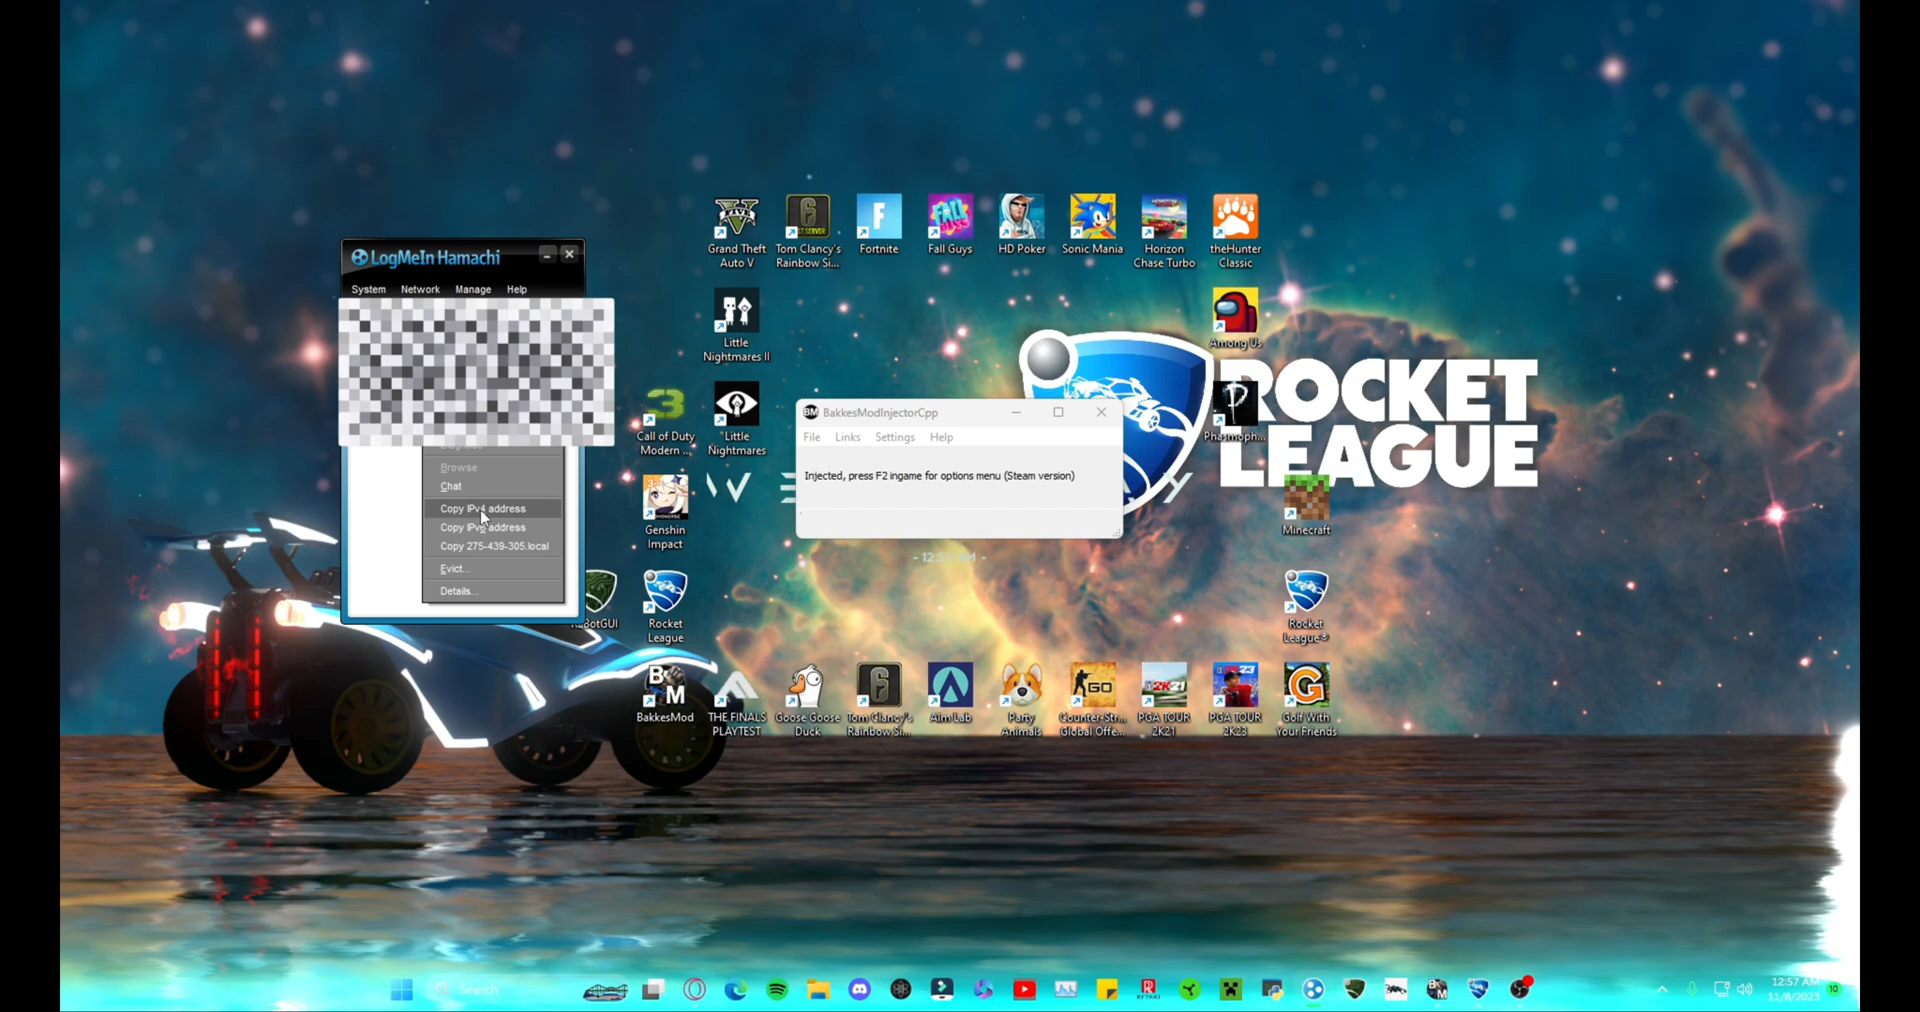 Grand Theft
Auto V
Tom Clancy's
Rainbow Si...
Fortnite
Fall Guys
HD Poker
Sonic Mania
Horizon
Chase Turbo
theHunter
Classic
LogMeIn Hamachi
System Network Manage Help
Little
Nightmares II
Among Us
ROCKET
LEAGUE
Call of Duty
Modern ...
Little
Nightmares
Phasmoph...
BakkesModInjectorCpp
File Links Settings Help
Injected, press F2 ingame for options menu (Steam version)
Browse
Chat
Copy IPv4 address
Copy IPv6 address
Copy 275-439-305.local
Evict...
Details...
Genshin
Impact
Minecraft
Rocket
League
Rocket
League®
BakkesMod
THE FINALS
PLAYTEST
Goose Goose
Duck
Tom Clancy's
Rainbow Si...
Aim Lab
Party
Animals
Counter-Str...
Global Offe...
PGA TOUR
2K21
PGA TOUR
2K23
Golf With
Your Friends
Search
12:57 AM
11/8/2023
10